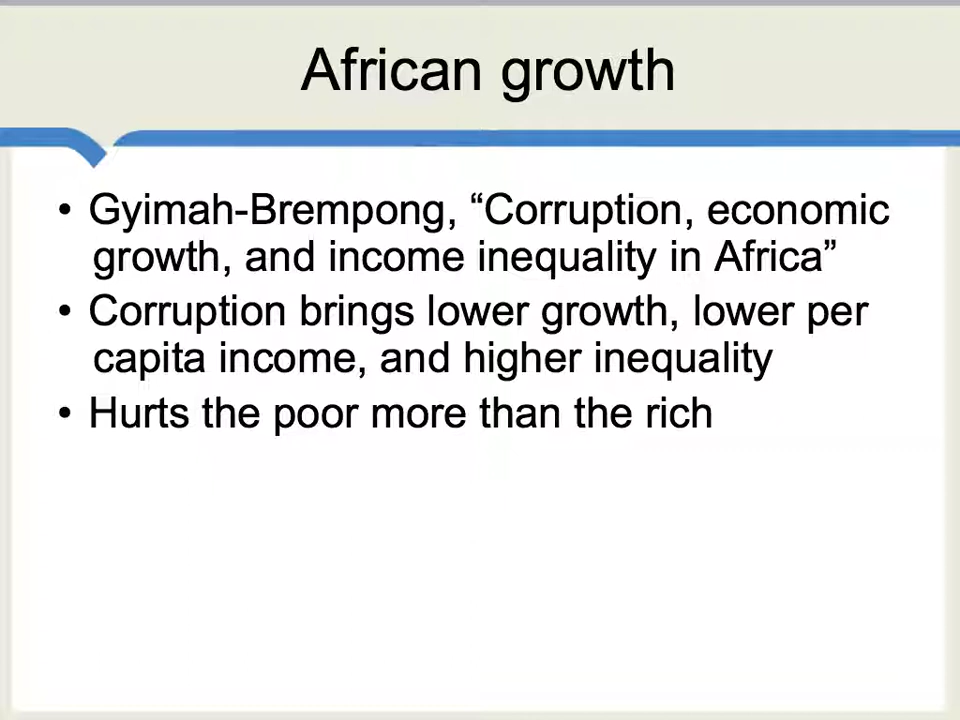 African growth
• Gyimah-Brempong, “Corruption, economic
growth, and income inequality in Africa”
• Corruption brings lower growth, lower per
capita income, and higher inequality
• Hurts the poor more than the rich